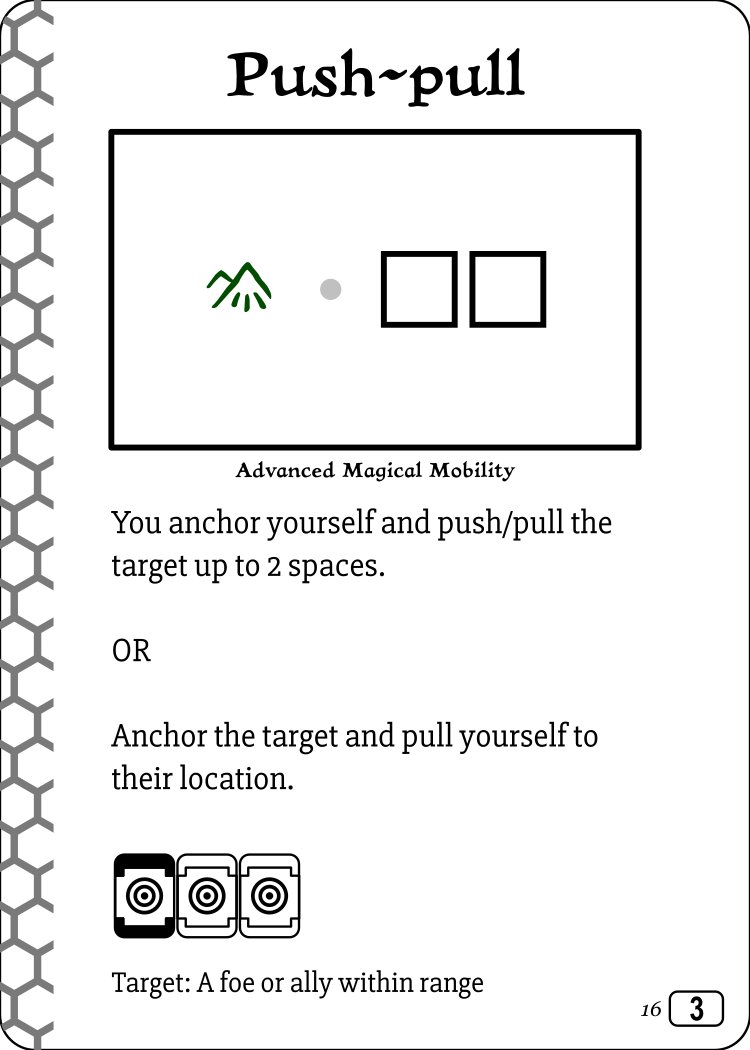 Push~pull
Advanced Magical Mobility
You anchor yourself and push/pull the
target up to 2 spaces.
OR
Anchor the target and pull yourself to
their location.
Target: A foe or ally within range
16 3